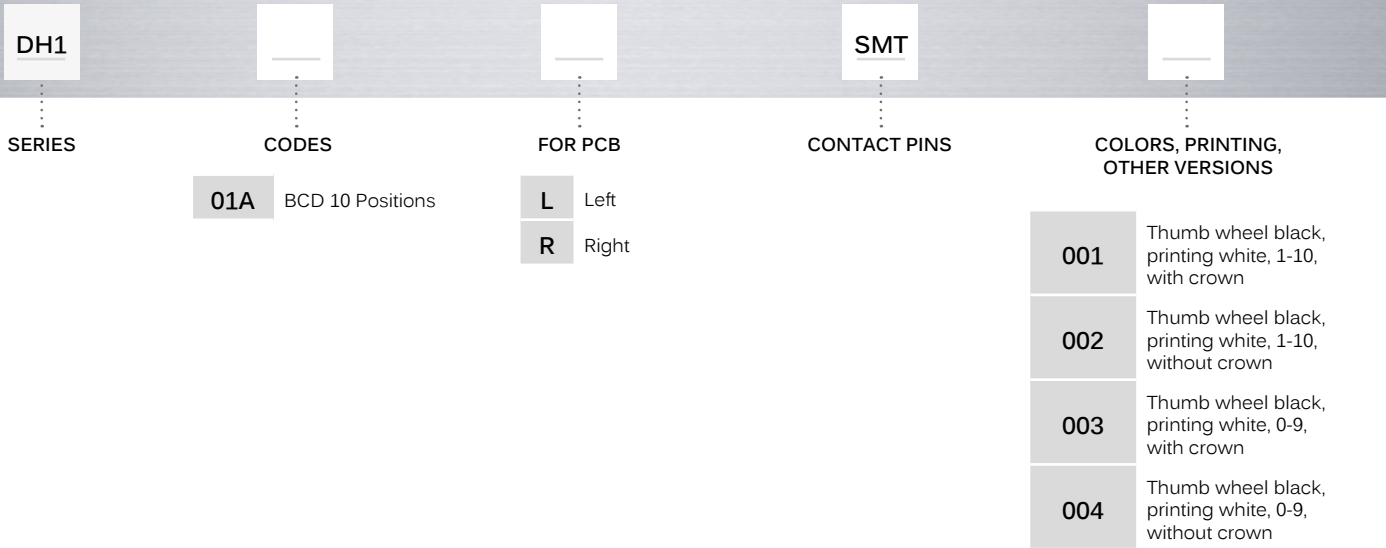 DH1
SMT
SERIES
CODES
FOR PCB
CONTACT PINS
COLORS, PRINTING,
OTHER VERSIONS
01A BCD 10 Positions
L Left
R Right
001 Thumb wheel black,
printing white, 1-10,
with crown
002 Thumb wheel black,
printing white, 1-10,
without crown
003 Thumb wheel black,
printing white, 0-9,
with crown
004 Thumb wheel black,
printing white, 0-9,
without crown